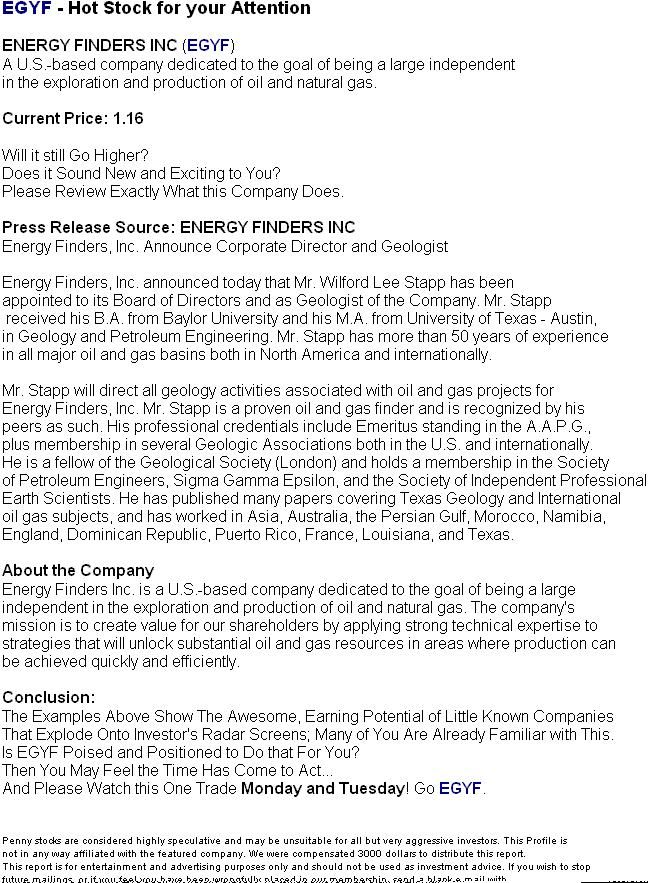 EGYF - Hot Stock for your Attention
ENERGY FINDERS INC (EGYF)
A U.S.-based company dedicated to the goal of being a large independent
in the exploration and production of oil and natural gas.
Current Price: 1.16
Will it still Go Higher?
Does it Sound New and Exciting to You?
Please Review Exactly What this Company Does.
Press Release Source: ENERGY FINDERS INC
Energy Finders, Inc. Announce Corporate Director and Geologist
Energy Finders, Inc. announced today that Mr. Wilford Lee Stapp has been
appointed to its Board of Directors and as Geologist of the Company. Mr. Stapp
received his B.A. from Baylor University and his M.A. from University of Texas - Austin,
in Geology and Petroleum Engineering. Mr. Stapp has more than 50 years of experience
in all major oil and gas basins both in North America and internationally.
Mr. Stapp will direct all geology activities associated with oil and gas projects for
Energy Finders, Inc. Mr. Stapp is a proven oil and gas finder and is recognized by his
peers as such. His professional credentials include Emeritus standing in the A.A.P.G.,
plus membership in several Geologic Associations both in the U.S. and internationally.
He is a fellow of the Geological Society (London) and holds a membership in the Society
of Petroleum Engineers, Sigma Gamma Epsilon, and the Society of Independent Professional
Earth Scientists. He has published many papers covering Texas Geology and International
oil gas subjects, and has worked in Asia, Australia, the Persian Gulf, Morocco, Namibia,
England, Dominican Republic, Puerto Rico, France, Louisiana, and Texas.
About the Company
Energy Finders Inc. is a U.S.-based company dedicated to the goal of being a large
independent in the exploration and production of oil and natural gas. The company's
mission is to create value for our shareholders by applying strong technical expertise to
strategies that will unlock substantial oil and gas resources in areas where production can
be achieved quickly and efficiently.
Conclusion:
The Examples Above Show The Awesome, Earning Potential of Little Known Companies
That Explode Onto Investor's Radar Screens; Many of You Are Already Familiar with This.
Is EGYF Poised and Positioned to Do that For You?
Then You May Feel the Time Has Come to Act...
And Please Watch this One Trade Monday and Tuesday! Go EGYF.
Penny stocks are considered highly speculative and may be unsuitable for all but very aggressive investors. This Profile is
not in any way affiliated with the featured company. We were compensated 3000 dollars to distribute this report.
This report is for entertainment and advertising purposes only and should not be used as investment advice. If you wish to stop
future mailings, or if you feel you have been wrongfully placed in our membership, send a blank e mail with